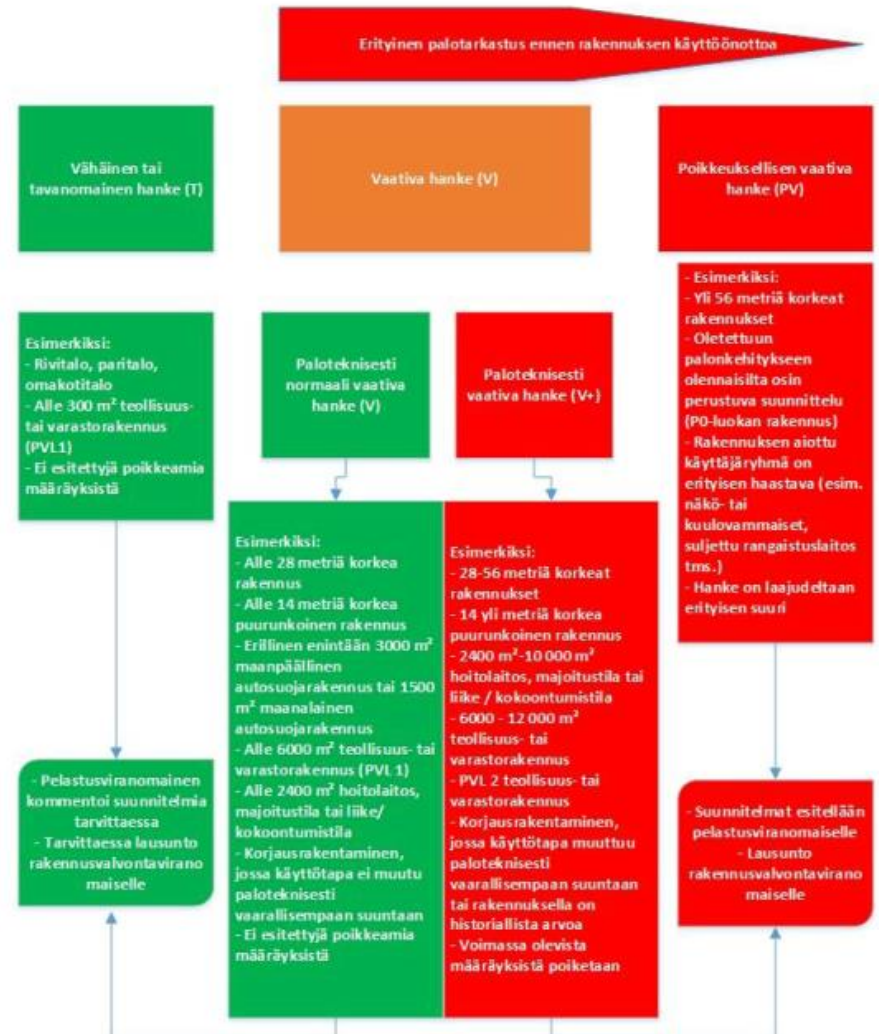 Erityinen palotarkastus ennen rakennuksen käyttöönottoa
Vähäinen tai
tavanomainen hanke (T)
Vaativa hanke (V)
Poikkeuksellisen vaativa
hanke (PV)
Esimerkiksi:
- Rivitalo, paritalo,
omakotitalo
- Alle 300 m² teollisuus-
tai varastorakennus
(PVL1)
- Ei esitettyjä poikkeamia
määräyksistä
Paloteknisesti
normaali vaativa
hanke (V)
Paloteknisesti
vaativa hanke (V+)
- Esimerkiksi:
- Yli 56 metriä korkeat
rakennukset
- Oletettuun
palonkehitykseen
olennaisilta osin
perustuva suunnittelu
(P0-luokan rakennus)
- Rakennuksen aiottu
käyttäjäryhmä on
erityisen haastava (esim.
näkö- tai
kuulovammaiset,
suljettu rangaistuslaitos
tms.)
- Hanke on laajudeltaan
erityisen suuri
Esimerkiksi:
- Alle 28 metriä korkea
rakennus
- Alle 14 metriä korkea
puurunkoinen rakennus
- Erillinen enintään 3000 m²
maanpäällinen
autosuojarakennus tai 1500
m² maanalainen
autosuojarakennus
- Alle 6000 m² teollisuus- tai
varastorakennus (PVL 1)
- Alle 2400 m² hoitolaitos,
majoitustila tai liike/
kokoontumistila
- Korjausrakentaminen,
jossa käyttötapa ei muutu
paloteknisesti
vaarallisempaan suuntaan
- Ei esitettyjä poikkeamia
määräyksistä
Esimerkiksi:
- 28-56 metriä korkeat
rakennukset
- 14 yli metriä korkea
puurunkoinen rakennus
- 2400 m²-10 000 m²
hoitolaitos, majoitustila tai
liike / kokoontumistila
- 6000 - 12 000 m²
teollisuus- tai
varastorakennus
- PVL 2 teollisuus- tai
varastorakennus
- Korjausrakentaminen,
jossa käyttötapa muuttuu
paloteknisesti
vaarallisempaan suuntaan
tai rakennuksella on
historiallista arvoa
- Voimassa olevista
määräyksistä poiketaan
- Pelastusviranomainen
kommentoi suunnitelmia
tarvittaessa
- Tarvittaessa lausunto
rakennusvalvontavirano
maiselle
- Suunnitelmat esitellään
pelastusviranomaiselle
- Lausunto
rakennusvalvontavirano
maiselle